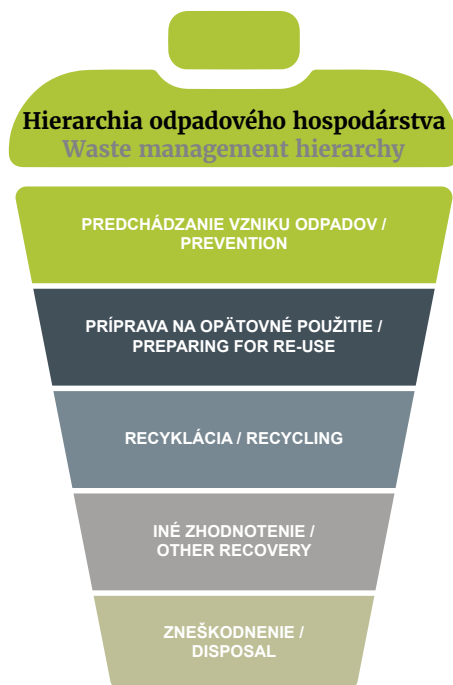 Hierarchia odpadového hospodárstva
Waste management hierarchy
PREDCHÁDZANIE VZNIKU ODPADOV /
PREVENTION
PRÍPRAVA NA OPÄTOVNÉ POUŽITIE /
PREPARING FOR RE-USE
RECYKLÁCIA / RECYCLING
INÉ ZHODNOTENIE /
OTHER RECOVERY
ZNEŠKODNENIE /
DISPOSAL